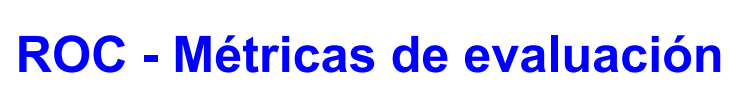 ROC - Métricas de evaluación